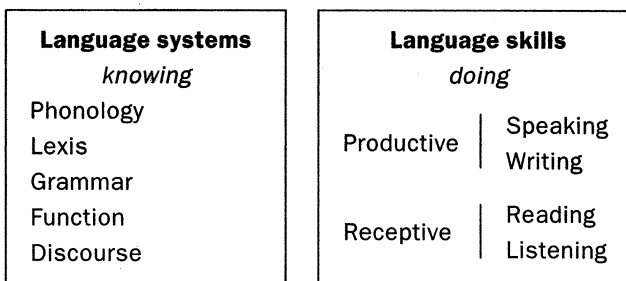 Language systems
knowing
Phonology
Lexis
Grammar
Function
Discourse
Language skills
doing
Productive
Speaking
Writing
Receptive
Reading
Listening